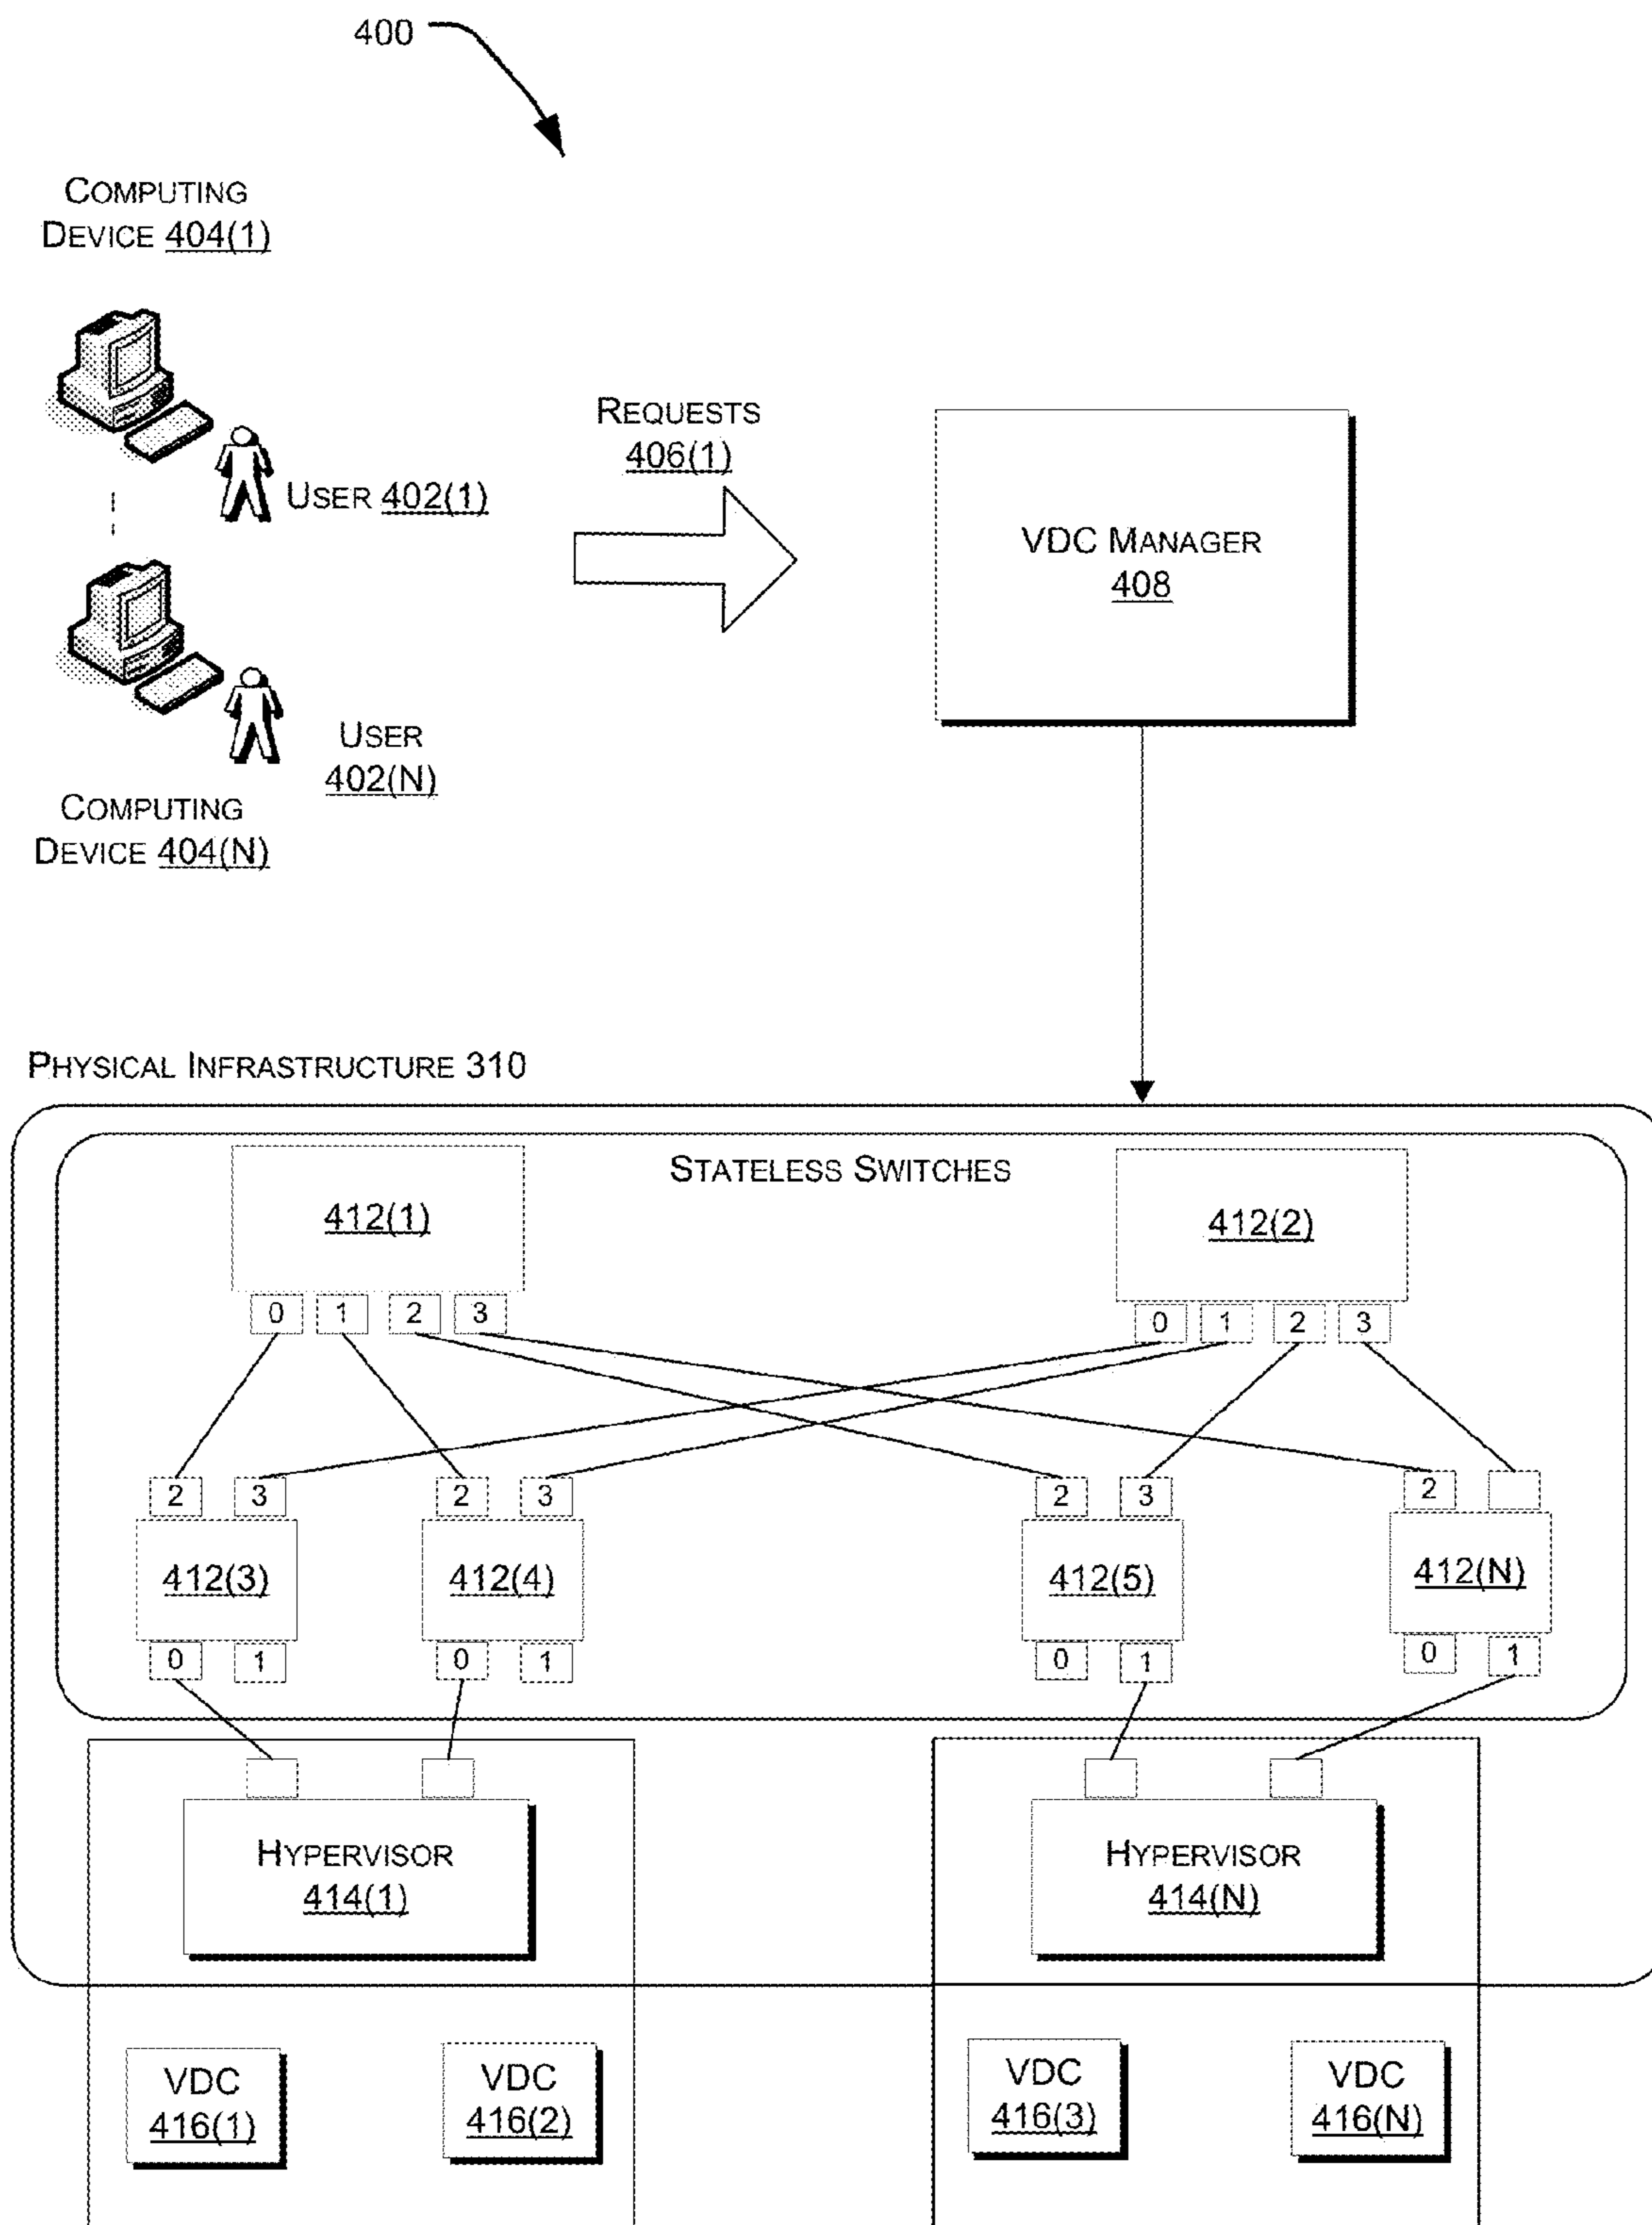 400
COMPUTING
DEVICE 404(1)
REQUESTS
406(1)
USER 402(1)
VDC MANAGER
408
USER
402(N)
COMPUTING
DEVICE 404(N)
PHYSICAL INFRASTRUCTURE 310
STATELESS SWITCHES
412(1)
412(2)
0 1 2 3
0 1 2 3
2 3
2 3
2 3
2
412(3)
412(4)
412(5)
412(N)
0 1
0 1
0 1
0 1
HYPERVISOR
414(1)
HYPERVISOR
414(N)
VDC
416(1)
VDC
416(2)
VDC
416(3)
VDC
416(N)